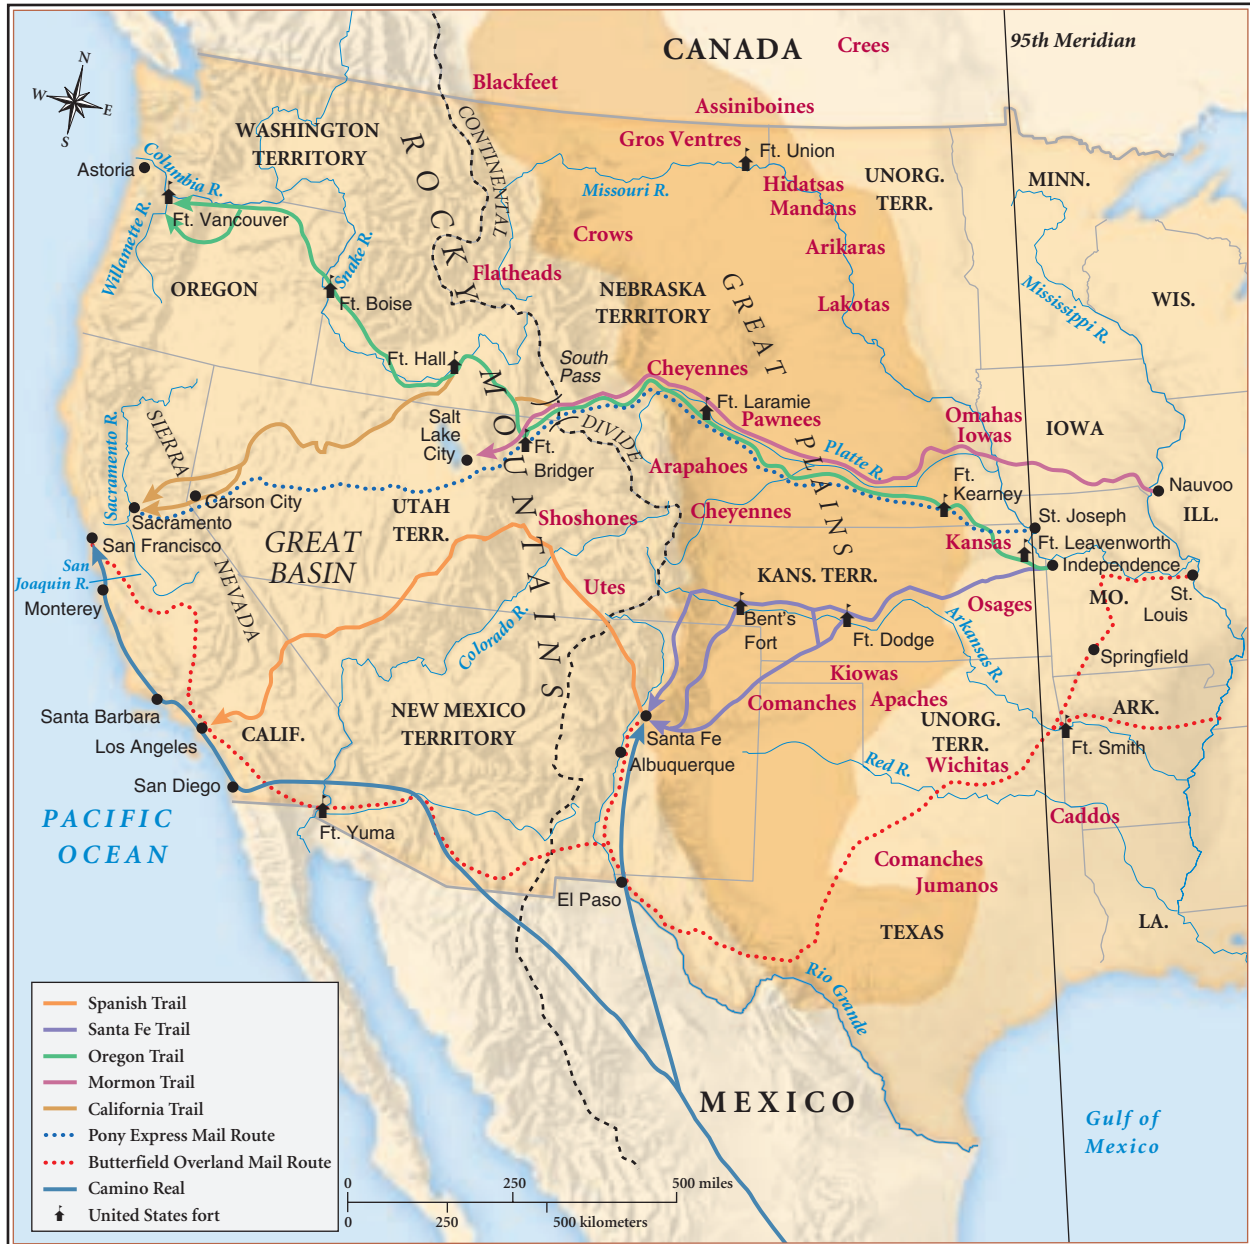 CANADA
Crees
95th Meridian
N
W
E
S
Blackfeet
Assiniboines
CONTINENTAL
WASHINGTON
TERRITORY
ROCKY
Gros Ventres
Ft. Union
Astoria
Columbia R.
Missouri R.
Hidatsas
Mandans
UNORG.
TERR.
MINN.
Ft. Vancouver
Willamette R.
Crows
Arikaras
Snake R.
Flatheads
OREGON
NEBRASKA
TERRITORY
GREAT
Lakotas
Mississippi R.
WIS.
Ft. Boise
Ft. Hall
South
Pass
Cheyennes
MOUNTAINS
Ft. Laramie
Pawnees
Omahas
Iowas
IOWA
SIERRA
Sacramento R.
Salt
Lake
City
Ft.
Bridger
DIVIDE
PLAINS
Platte R.
Arapahoes
Ft.
Kearney
Nauvoo
ILL.
Carson City
Sacramento
UTAH
TERR.
Shoshones
Cheyennes
St. Joseph
San Francisco
GREAT
BASIN
Kansas
Ft. Leavenworth
San
Joaquin R.
NEVADA
Utes
KANS. TERR.
Independence
Monterey
Colorado R.
Bent's
Fort
Ft. Dodge
Osages
MO.
St.
Louis
Arkansas R.
Springfield
Kiowas
Santa Barbara
Comanches
Apaches
NEW MEXICO
TERRITORY
UNORG.
TERR.
ARK.
Los Angeles
CALIF.
Santa Fe
Albuquerque
Ft. Smith
Red R.
Wichitas
San Diego
PACIFIC
OCEAN
Ft. Yuma
Caddos
Comanches
Jumanos
El Paso
TEXAS
LA.
Rio Grande
Spanish Trail
Santa Fe Trail
Oregon Trail
Mormon Trail
California Trail
Pony Express Mail Route
Butterfield Overland Mail Route
Camino Real
United States fort
MEXICO
Gulf of
Mexico
0 250 500 miles
0 250 500 kilometers